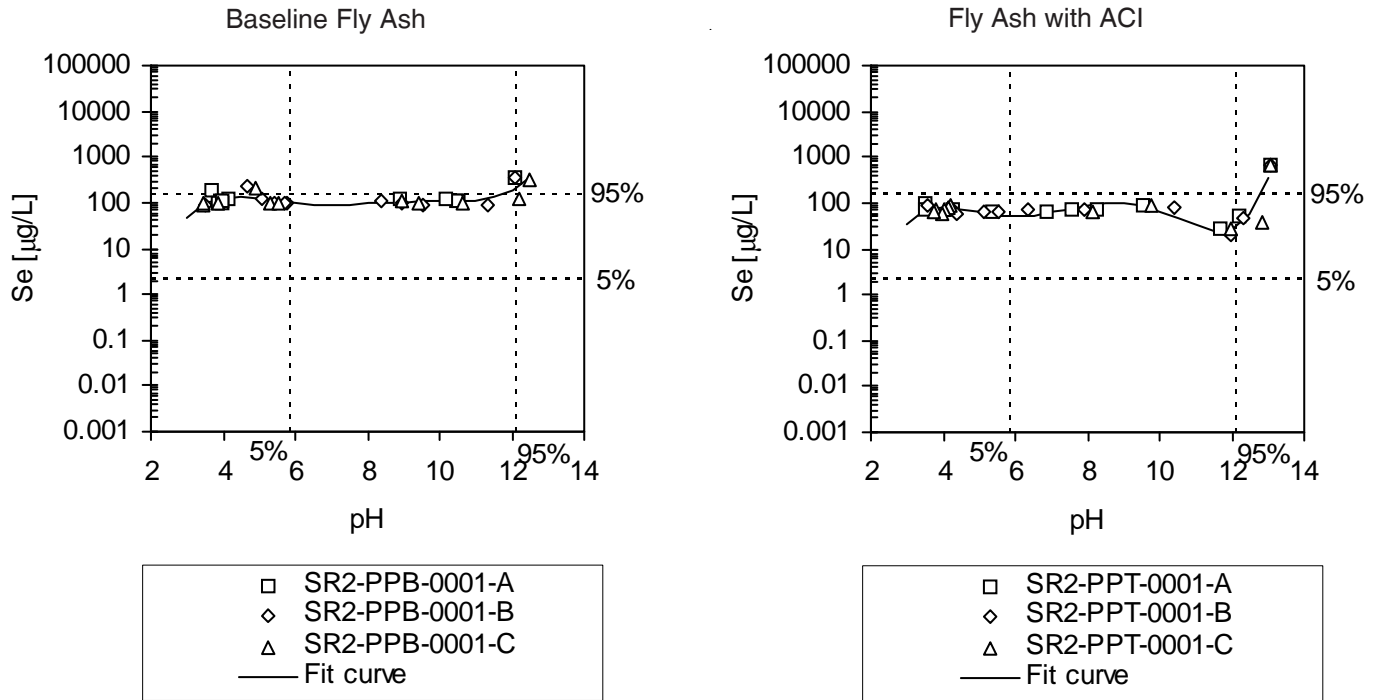 Baseline Fly Ash
Se [µg/L]
100000
10000
1000
100
10
1
0.1
0.01
0.001
95%
5%
5%
95%
2 4 6 8 10 12 14
pH
SR2-PPB-0001-A
SR2-PPB-0001-B
SR2-PPB-0001-C
Fit curve
Fly Ash with ACI
Se [µg/L]
100000
10000
1000
100
10
1
0.1
0.01
0.001
95%
5%
5%
95%
2 4 6 8 10 12 14
pH
SR2-PPT-0001-A
SR2-PPT-0001-B
SR2-PPT-0001-C
Fit curve